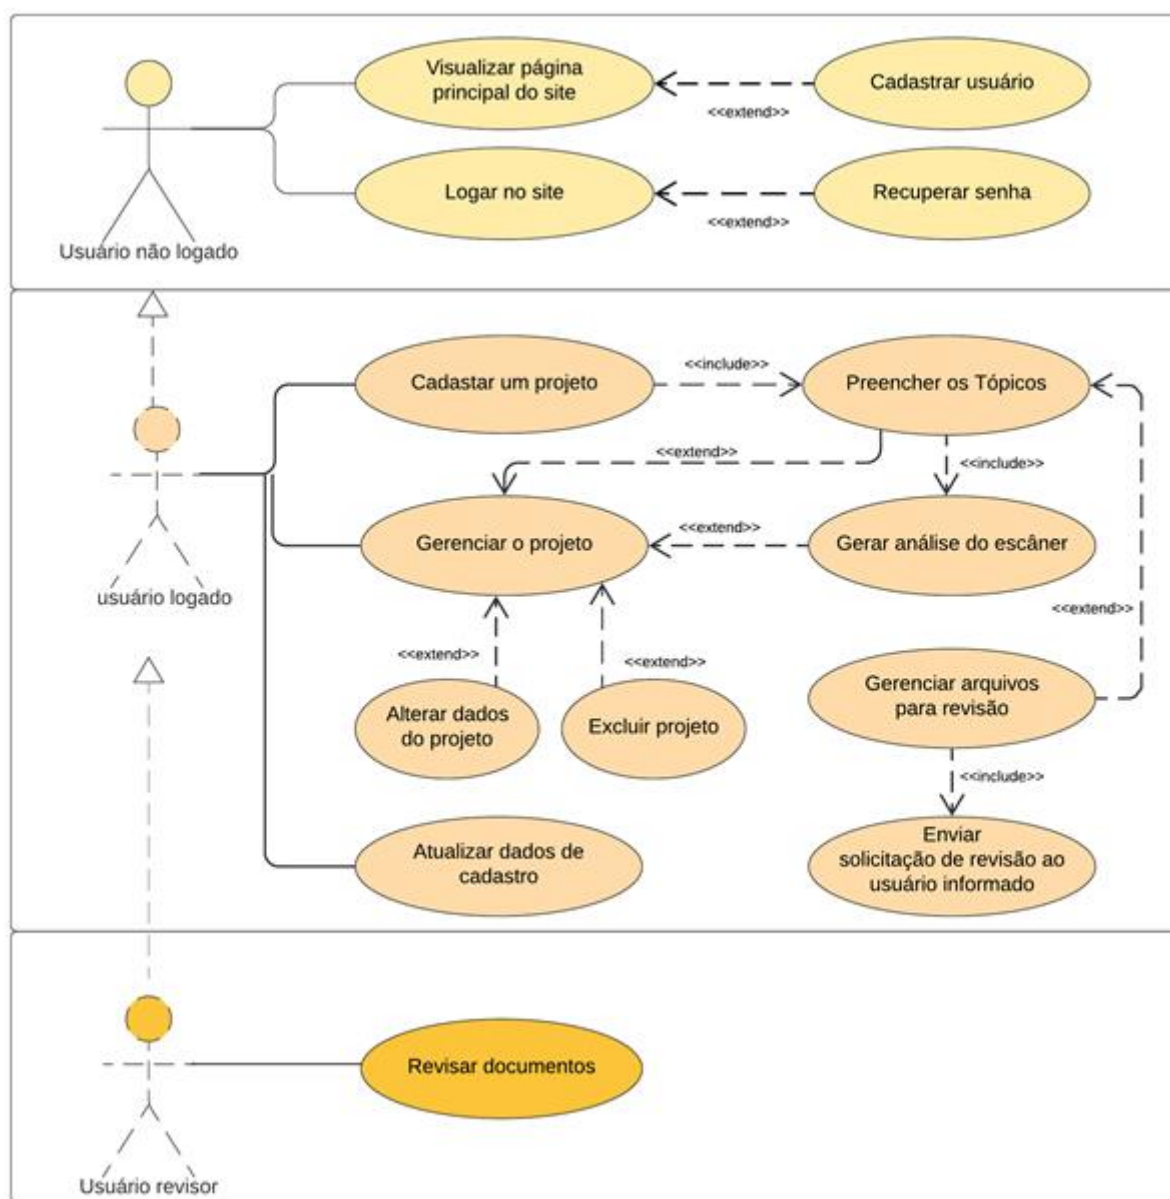 Visualizar página
principal do site
<<extend>>
Cadastrar usuário
Logar no site
<<extend>>
Recuperar senha
Usuário não logado
Cadastar um projeto
<<include>>
Preencher os Tópicos
<<extend>>
<<include>>
Gerenciar o projeto
<<extend>>
Gerar análise do escâner
usuário logado
<<extend>>
<<extend>>
<<extend>>
Alterar dados
do projeto
Excluir projeto
Gerenciar arquivos
para revisão
<<include>>
Atualizar dados de
cadastro
Enviar
solicitação de revisão ao
usuário informado
Revisar documentos
Usuário revisor